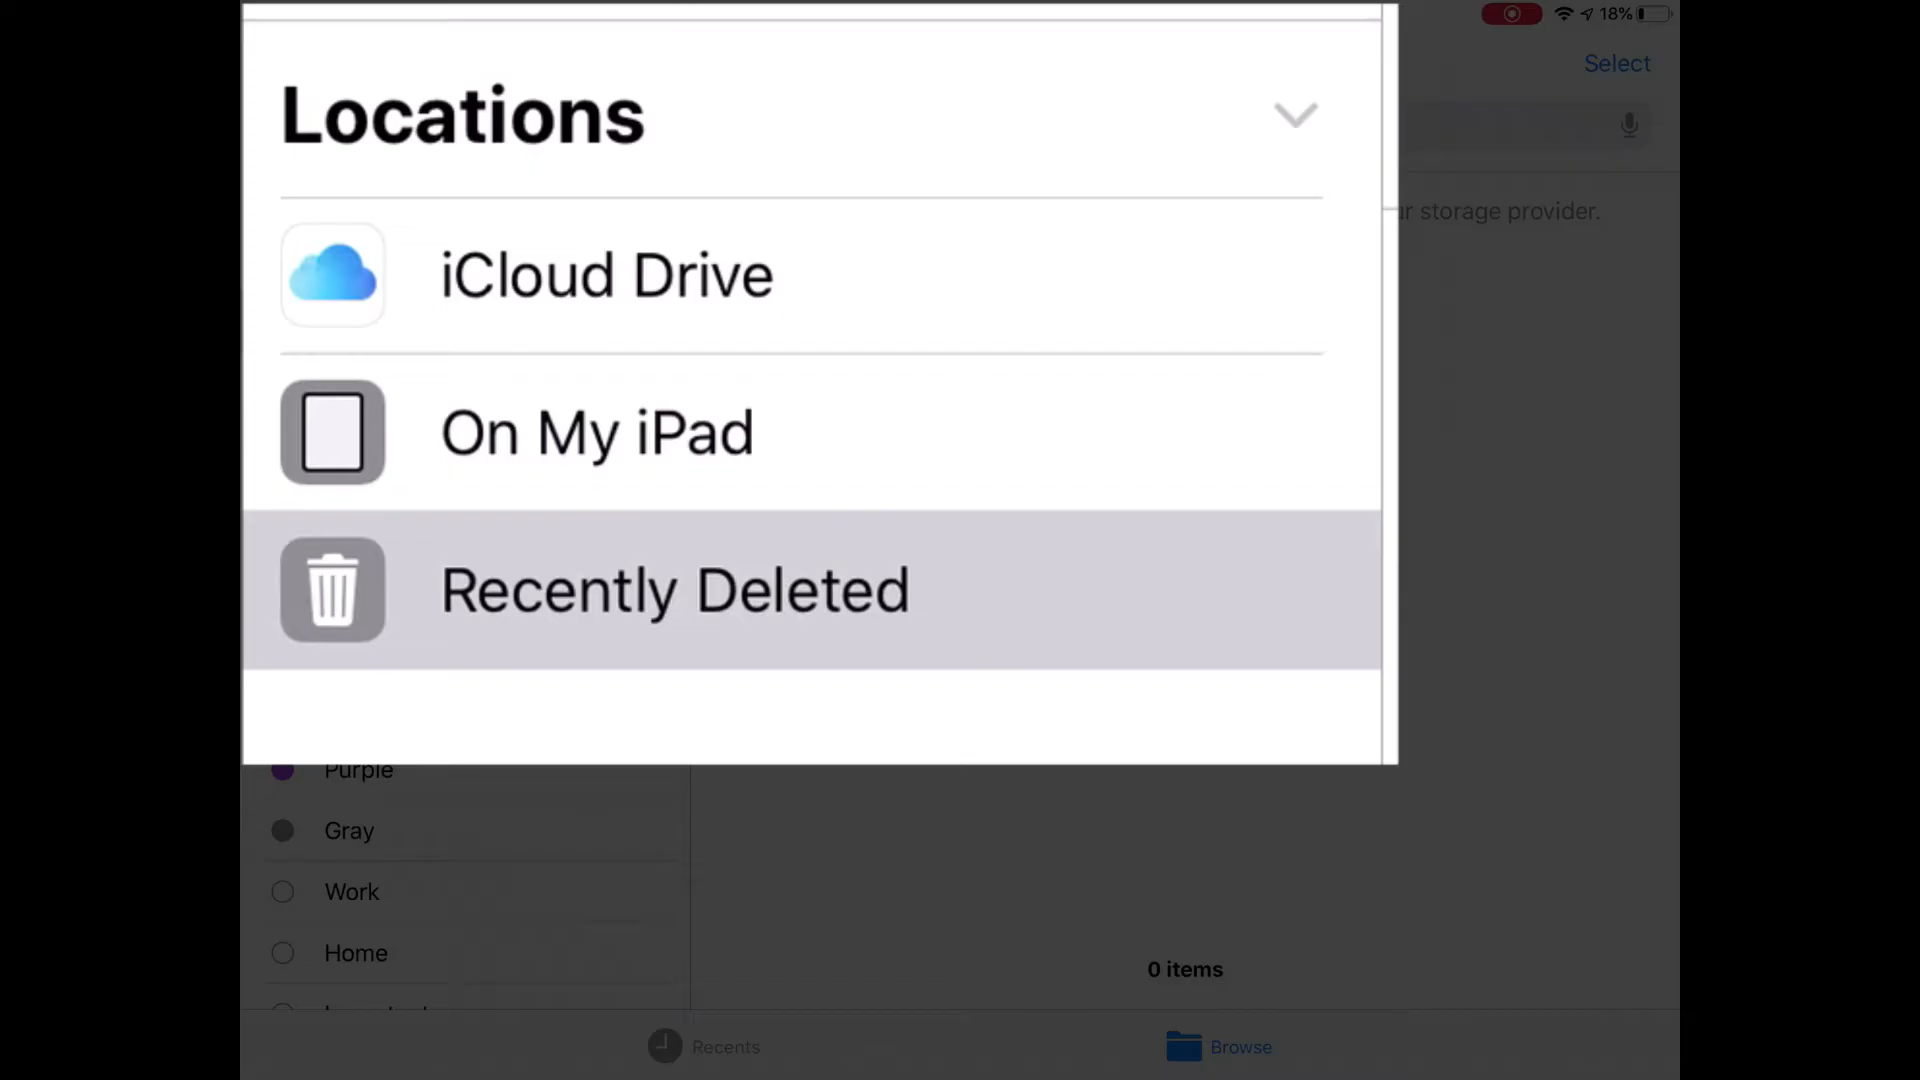 18%
Select
Locations
iCloud Drive
storage provider.
On My iPad
Recently Deleted
Purple
Gray
Work
Home
0 items
Recents
Browse